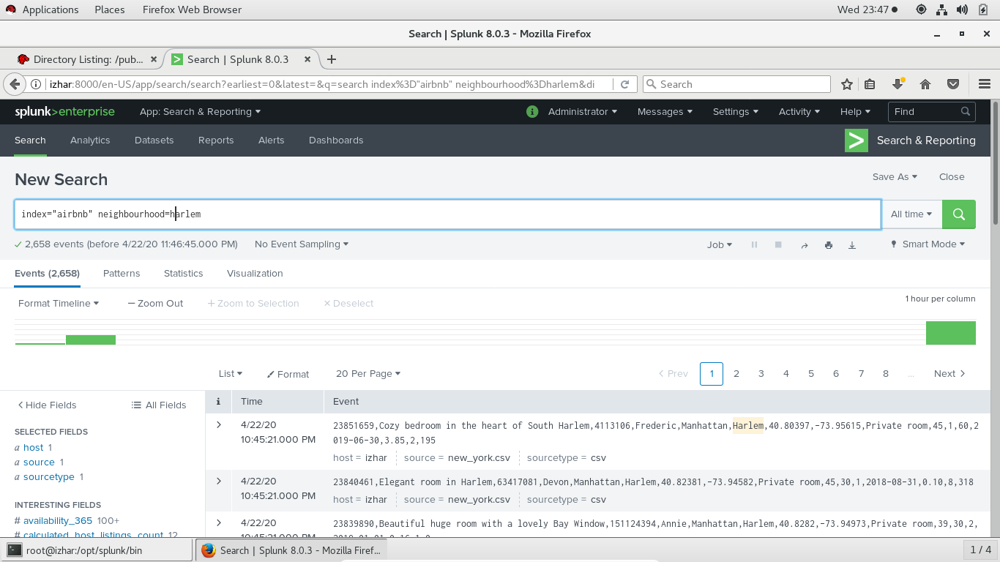 Applications Places Firefox Web Browser Wed 23:47
Search | Splunk 8.0.3 - Mozilla Firefox
Directory Listing: /pub... Search | Splunk 8.0.3
izhar:8000/en-US/app/search/search?earliest=0&latest=&q=search index%3D"airbnb" neighbourhood%3Dharlem&di Search
splunk>enterprise App: Search & Reporting i Administrator Messages Settings Activity Help Find
Search Analytics Datasets Reports Alerts Dashboards Search & Reporting
New Search Save As Close
index="airbnb" neighbourhood=harlem All time
2,658 events (before 4/22/20 11:46:45.000 PM) No Event Sampling Job Smart Mode
Events (2,658) Patterns Statistics Visualization
Format Timeline — Zoom Out + Zoom to Selection × Deselect 1 hour per column
List Format 20 Per Page < Prev 1 2 3 4 5 6 7 8 ... Next >
< Hide Fields All Fields i Time Event
SELECTED FIELDS
a host 1
a source 1
a sourcetype 1
INTERESTING FIELDS
# availability_365 100+
# calculated_host_listings_count 12
> 4/22/20 23851659,Cozy bedroom in the heart of South Harlem,4113106,Frederic,Manhattan,Harlem,40.80397,-73.95615,Private room,45,1,60,2
10:45:21.000 PM 019-06-30,3.85,2,195
host = izhar source = new_york.csv sourcetype = csv
> 4/22/20 23840461,Elegant room in Harlem,63417081,Devon,Manhattan,Harlem,40.82381,-73.94582,Private room,45,30,1,2018-08-31,0.10,8,318
10:45:21.000 PM host = izhar source = new_york.csv sourcetype = csv
> 4/22/20 23839890,Beautiful huge room with a lovely Bay Window,151124394,Annie,Manhattan,Harlem,40.8282,-73.94973,Private room,39,30,2,
root@izhar:/opt/splunk/bin Search | Splunk 8.0.3 - Mozilla Firef... 1 / 4